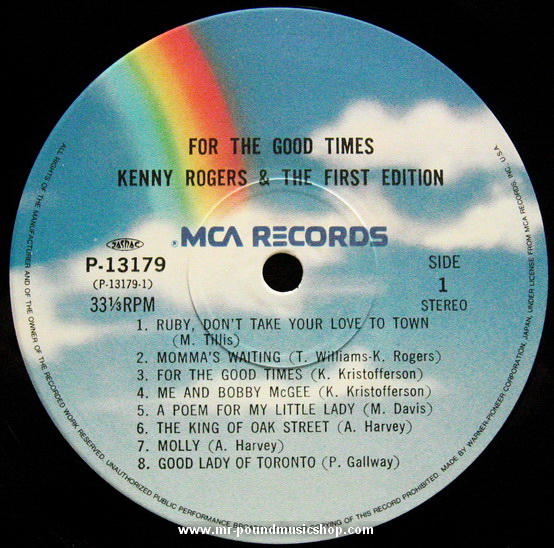 FOR THE GOOD TIMES
KENNY ROGERS & THE FIRST EDITION
® MCA RECORDS
P-13179
(P-13179-1)
33⅓RPM
SIDE
1
STEREO
1. RUBY, DON'T TAKE YOUR LOVE TO TOWN
(M. Tillis)
2. MOMMA'S WAITING (T. Williams-K. Rogers)
3. FOR THE GOOD TIMES (K. Kristofferson)
4. ME AND BOBBY McGEE (K. Kristofferson)
5. A POEM FOR MY LITTLE LADY (M. Davis)
6. THE KING OF OAK STREET (A. Harvey)
7. MOLLY (A. Harvey)
8. GOOD LADY OF TORONTO (P. Gallway)
ALL RIGHTS OF THE MANUFACTURER AND OF THE OWNER OF THE RECORDED WORK RESERVED. UNAUTHORIZED PUBLIC PERFORMANCE OF THIS RECORD PROHIBITED. MADE BY WARNER-PIONEER CORPORATION, JAPAN, UNDER LICENSE FROM MCA RECORDS INC. U.S.A.
www.mr-poundmusicshop.com